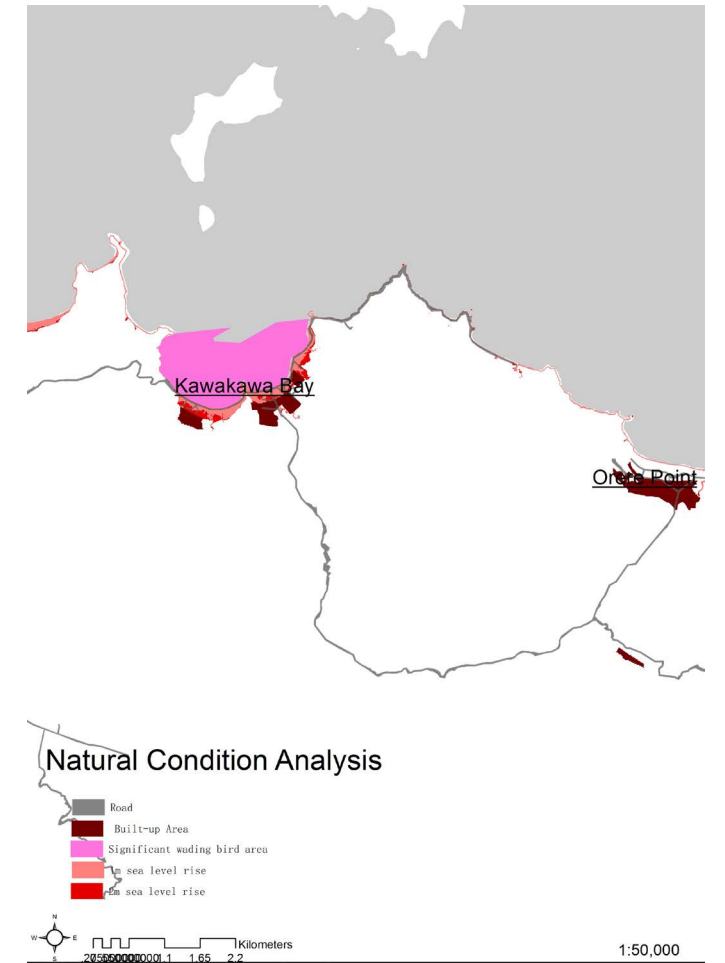 Kawakawa Bay
Orere Point
Natural Condition Analysis
Road
Built-up Area
Significant wading bird area
m sea level rise
2m sea level rise
N
W
E
S
Kilometers
1.1 1.65 2.2
1:50,000